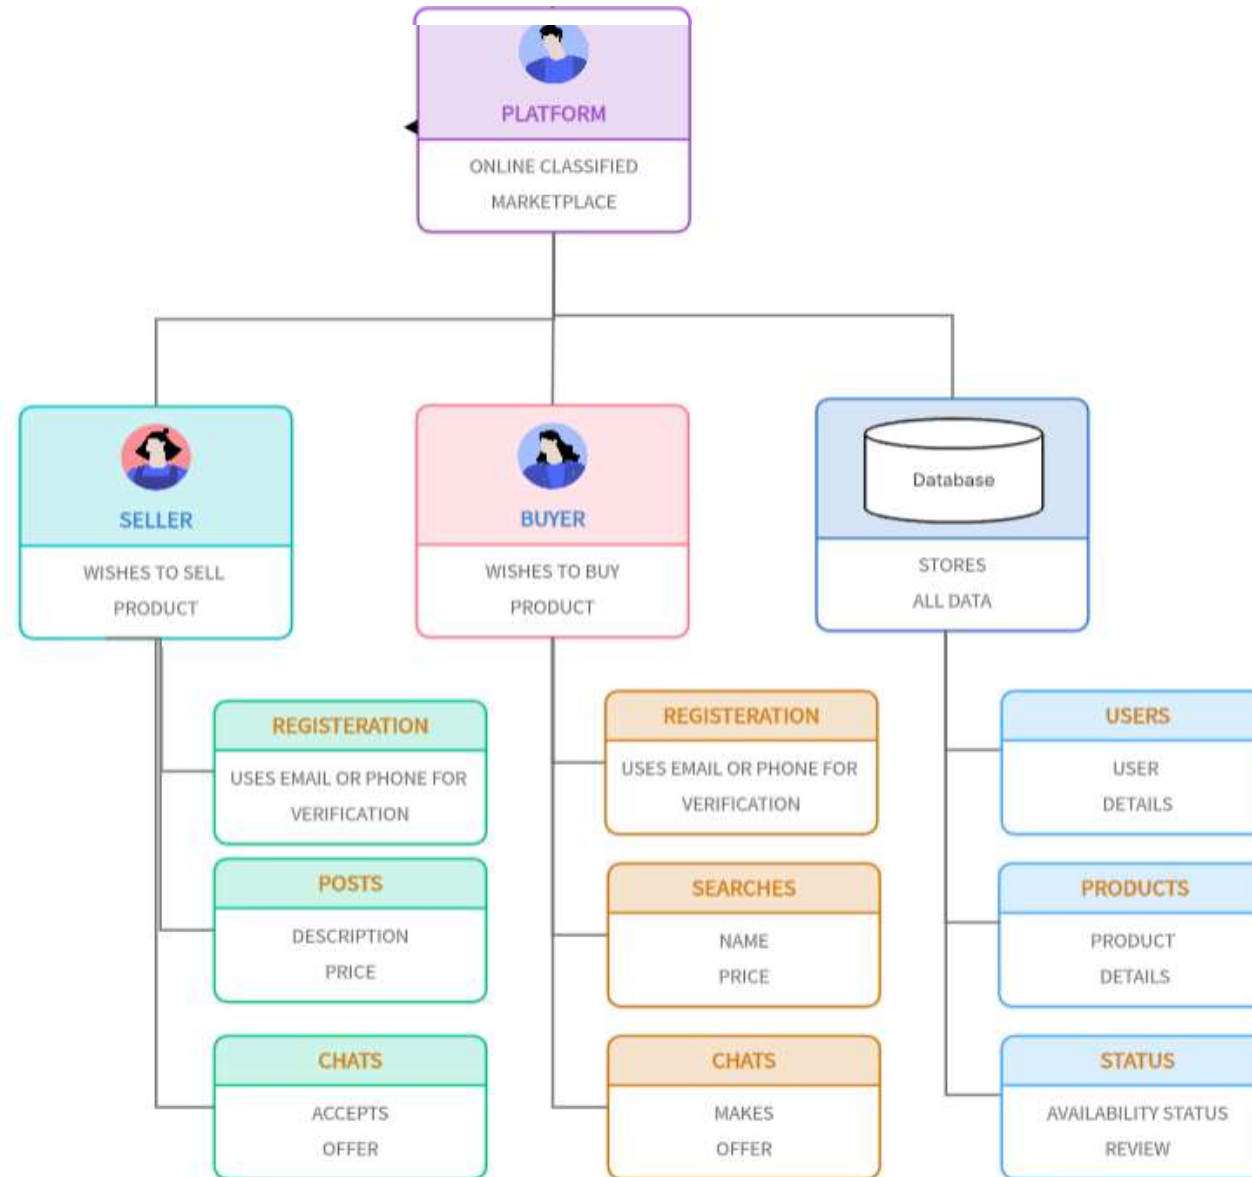 PLATFORM
ONLINE CLASSIFIED
MARKETPLACE
SELLER
WISHES TO SELL
PRODUCT
BUYER
WISHES TO BUY
PRODUCT
Database
STORES
ALL DATA
REGISTERATION
USES EMAIL OR PHONE FOR
VERIFICATION
POSTS
DESCRIPTION
PRICE
CHATS
ACCEPTS
OFFER
REGISTERATION
USES EMAIL OR PHONE FOR
VERIFICATION
SEARCHES
NAME
PRICE
CHATS
MAKES
OFFER
USERS
USER
DETAILS
PRODUCTS
PRODUCT
DETAILS
STATUS
AVAILABILITY STATUS
REVIEW